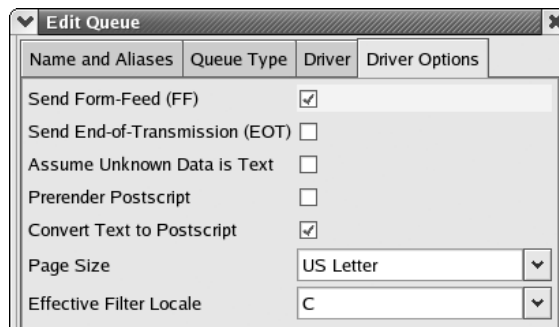 Edit Queue
Name and Aliases Queue Type Driver Driver Options
Send Form-Feed (FF)
Send End-of-Transmission (EOT)
Assume Unknown Data is Text
Prerender Postscript
Convert Text to Postscript
Page Size US Letter
Effective Filter Locale C